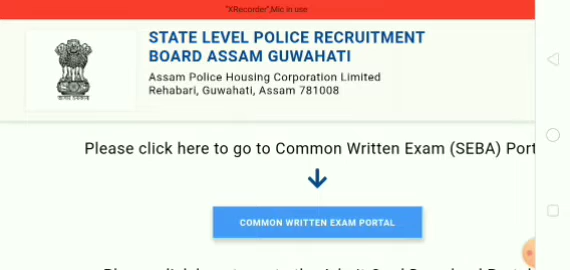 "XRecorder",Mic in use
STATE LEVEL POLICE RECRUITMENT
BOARD ASSAM GUWAHATI
Assam Police Housing Corporation Limited
Rehabari, Guwahati, Assam 781008
Please click here to go to Common Written Exam (SEBA) Port
COMMON WRITTEN EXAM PORTAL